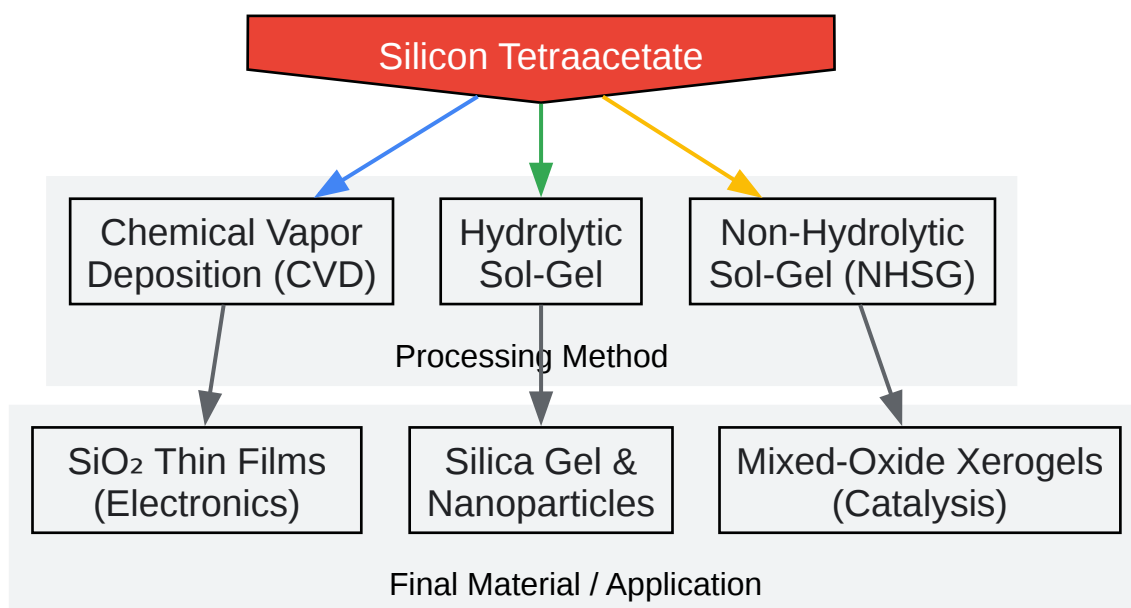 Silicon Tetraacetate
Chemical Vapor
Deposition (CVD)
Hydrolytic
Sol-Gel
Non-Hydrolytic
Sol-Gel (NHSG)
Processing Method
SiO₂ Thin Films
(Electronics)
Silica Gel &
Nanoparticles
Mixed-Oxide Xerogels
(Catalysis)
Final Material / Application